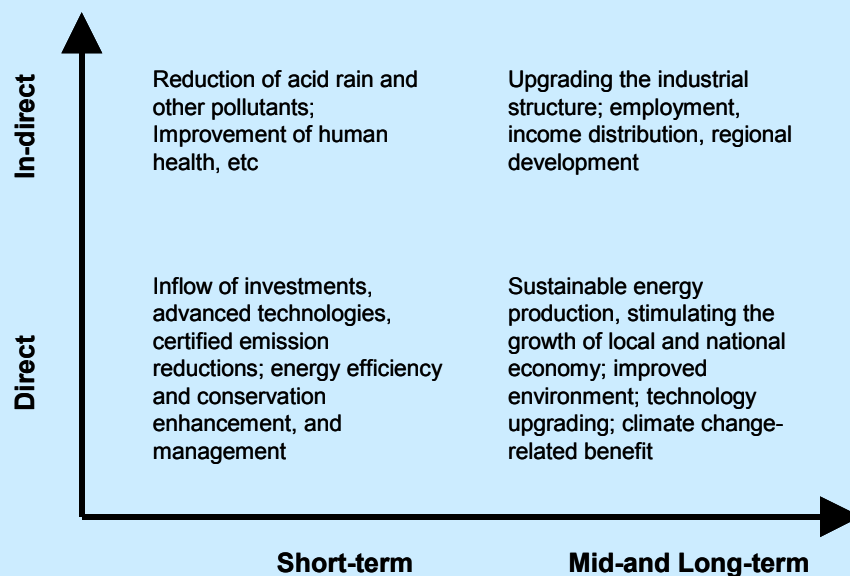 In-direct
Reduction of acid rain and
other pollutants;
Improvement of human
health, etc
Upgrading the industrial
structure; employment,
income distribution, regional
development
Direct
Inflow of investments,
advanced technologies,
certified emission
reductions; energy efficiency
and conservation
enhancement, and
management
Sustainable energy
production, stimulating the
growth of local and national
economy; improved
environment; technology
upgrading; climate change-
related benefit
Short-term
Mid-and Long-term